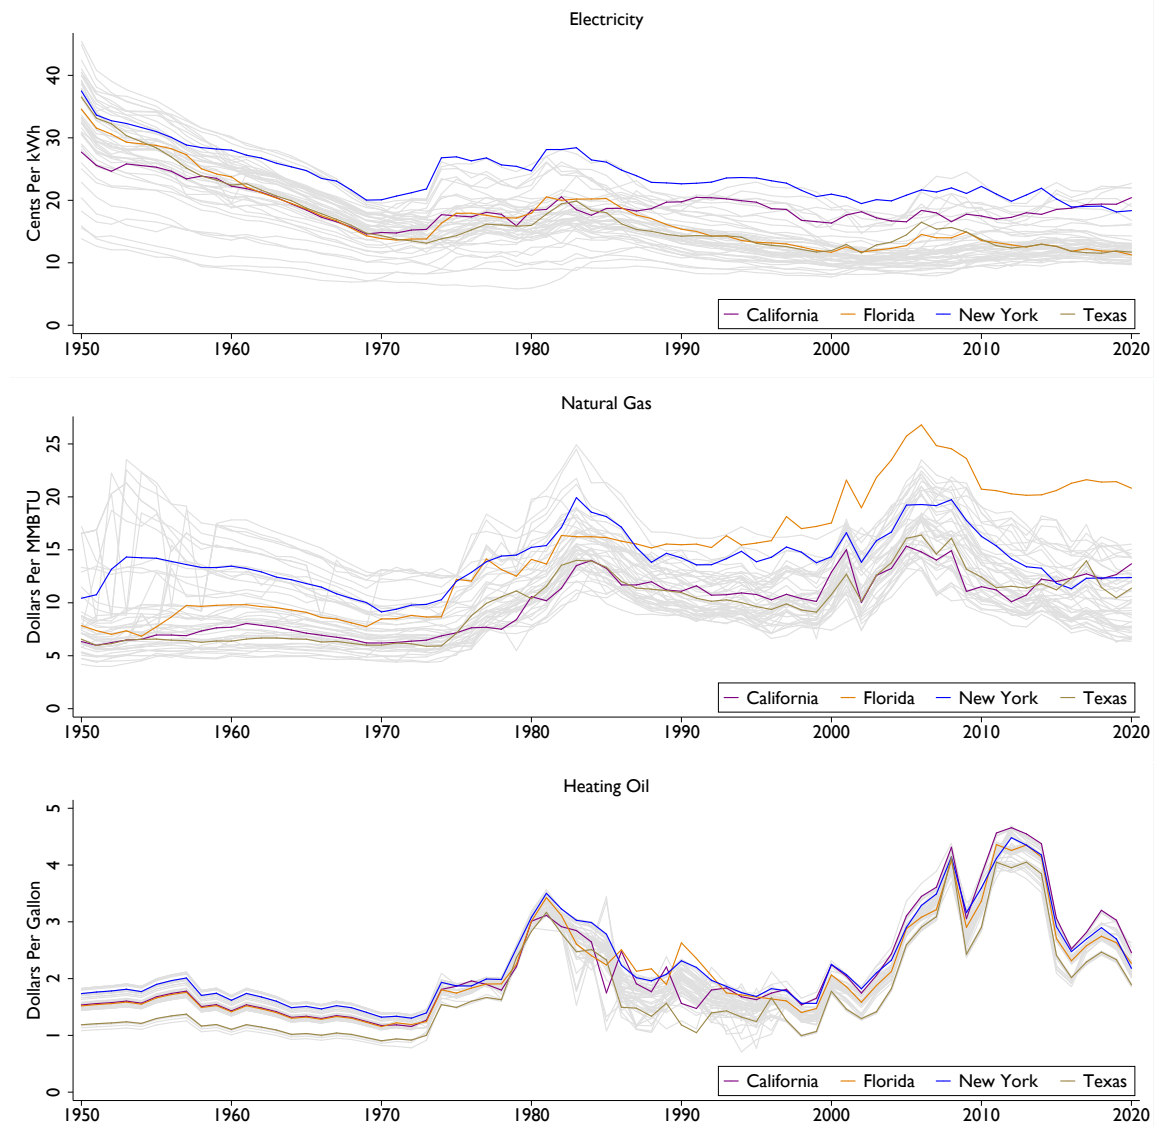 Electricity
Cents Per kWh
40
30
20
10
0
California Florida New York Texas
1950 1960 1970 1980 1990 2000 2010 2020
Natural Gas
Dollars Per MMBTU
25
20
15
10
5
0
California Florida New York Texas
1950 1960 1970 1980 1990 2000 2010 2020
Heating Oil
Dollars Per Gallon
5
4
3
2
1
0
California Florida New York Texas
1950 1960 1970 1980 1990 2000 2010 2020